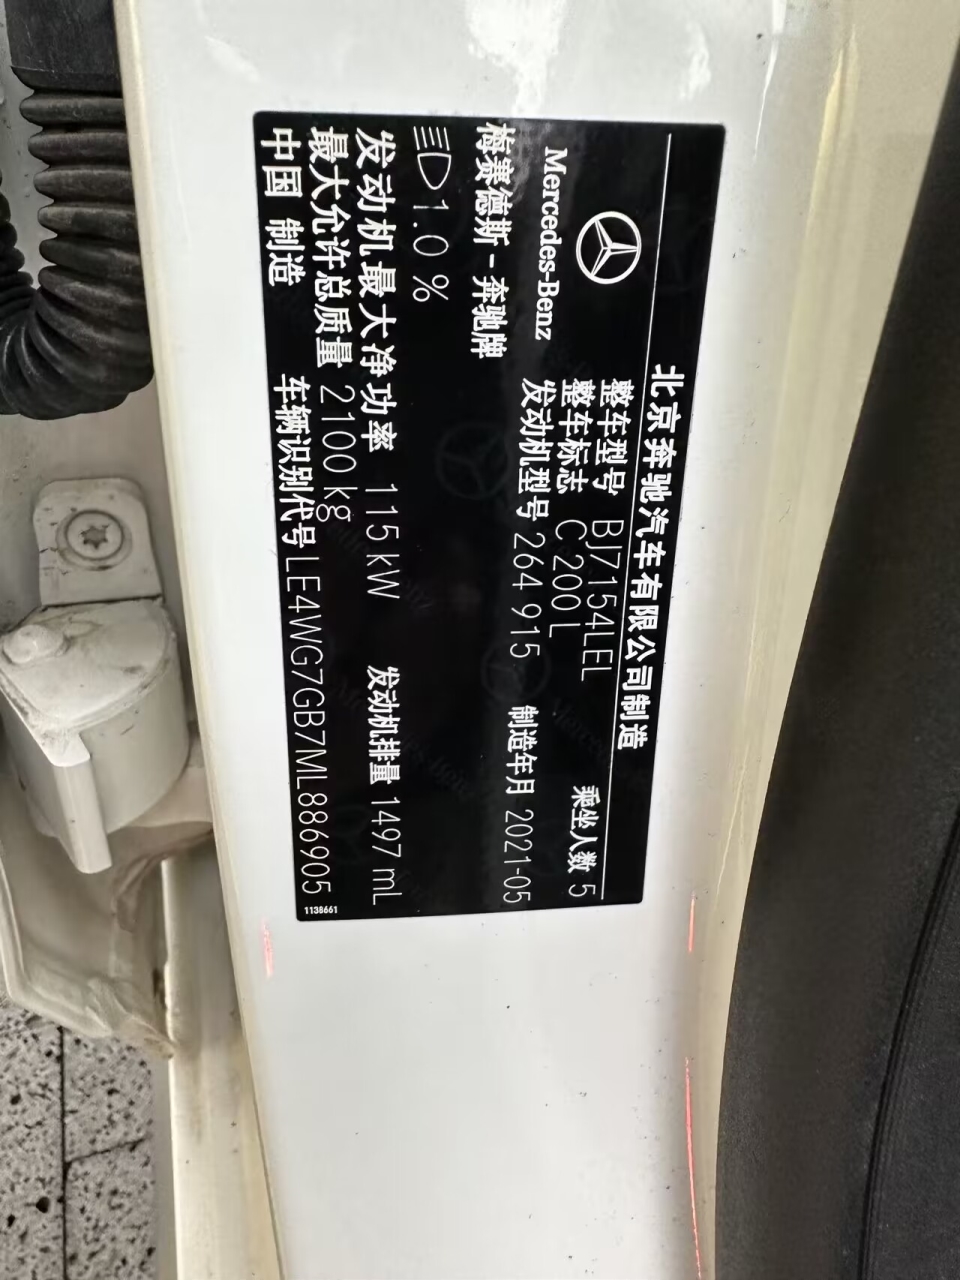 北京奔驰汽车有限公司制造
Mercedes-Benz
整车型号 BJ7154LEL 乘坐人数 5
整车标志 C 200 L
梅赛德斯-奔驰牌 发动机型号 264 915 制造年月 2021-05
1.0 %
发动机最大净功率 115 kW 发动机排量 1497 mL
最大允许总质量 2100 kg
中国 制造 车辆识别代号 LE4WG7GB7ML886905
1138661